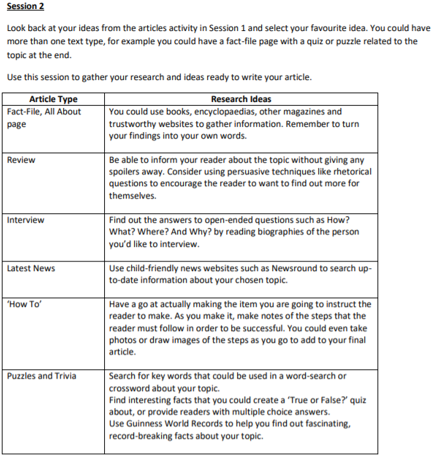 Session 2
Look back at your ideas from the articles activity in Session 1 and select your favourite idea. You could have
more than one text type, for example you could have a fact-file page with a quiz or puzzle related to the
topic at the end.
Use this session to gather your research and ideas ready to write your article.
Article Type
Research Ideas
Fact-File, All About
page
You could use books, encyclopaedias, other magazines and
trustworthy websites to gather information. Remember to turn
your findings into your own words.
Review
Be able to inform your reader about the topic without giving any
spoilers away. Consider using persuasive techniques like rhetorical
questions to encourage the reader to want to find out more for
themselves.
Interview
Find out the answers to open-ended questions such as How?
What? Where? And Why? by reading biographies of the person
you'd like to interview.
Latest News
Use child-friendly news websites such as Newsround to search up-
to-date information about your chosen topic.
'How To'
Have a go at actually making the item you are going to instruct the
reader to make. As you make it, make notes of the steps that the
reader must follow in order to be successful. You could even take
photos or draw images of the steps as you go to add to your final
article.
Puzzles and Trivia
Search for key words that could be used in a word-search or
crossword about your topic.
Find interesting facts that you could create a 'True or False?' quiz
about, or provide readers with multiple choice answers.
Use Guinness World Records to help you find out fascinating,
record-breaking facts about your topic.